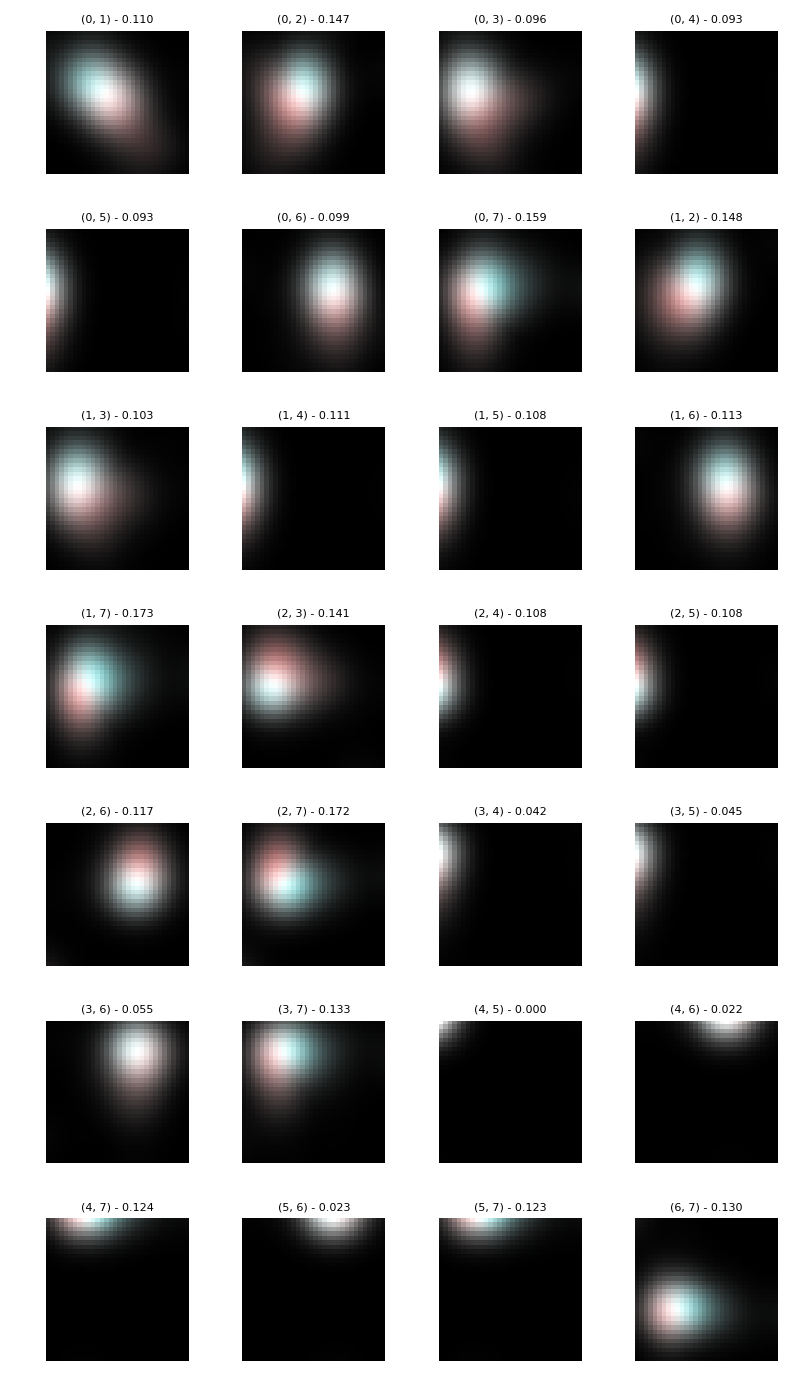 (0, 1) - 0.110
(0, 2) - 0.147
(0, 3) - 0.096
(0, 4) - 0.093
(0, 5) - 0.093
(0, 6) - 0.099
(0, 7) - 0.159
(1, 2) - 0.148
(1, 3) - 0.103
(1, 4) - 0.111
(1, 5) - 0.108
(1, 6) - 0.113
(1, 7) - 0.173
(2, 3) - 0.141
(2, 4) - 0.108
(2, 5) - 0.108
(2, 6) - 0.117
(2, 7) - 0.172
(3, 4) - 0.042
(3, 5) - 0.045
(3, 6) - 0.055
(3, 7) - 0.133
(4, 5) - 0.000
(4, 6) - 0.022
(4, 7) - 0.124
(5, 6) - 0.023
(5, 7) - 0.123
(6, 7) - 0.130